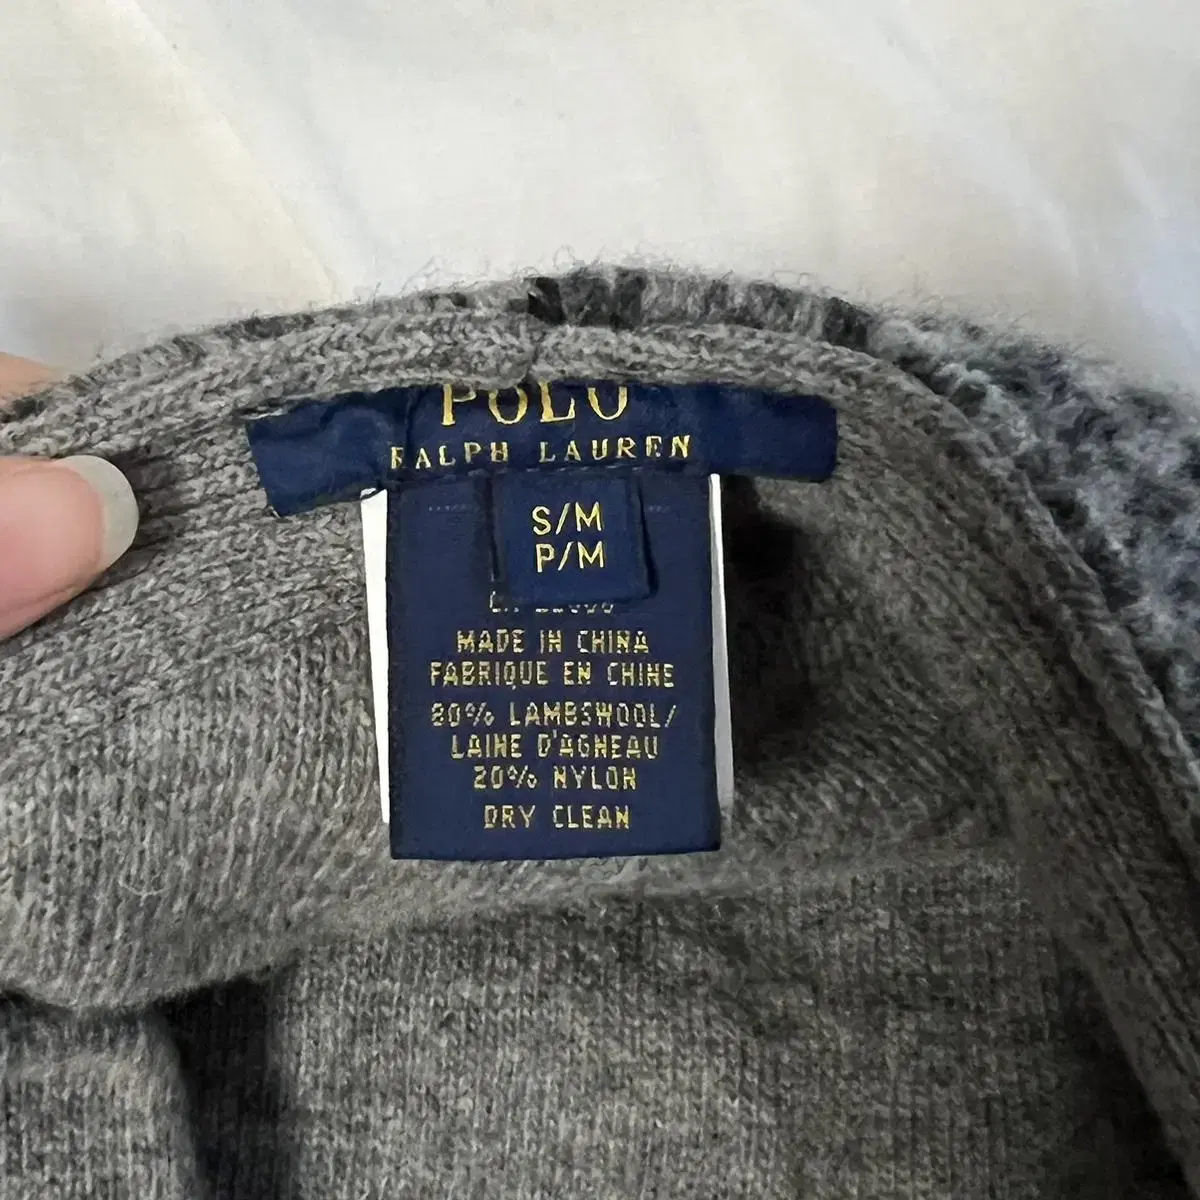 POLO
RALPH LAUREN
S/M
P/M
MADE IN CHINA
FABRIQUE EN CHINE
80% LAMBSWOOL/
LAINE D'AGNEAU
20% NYLON
DRY CLEAN